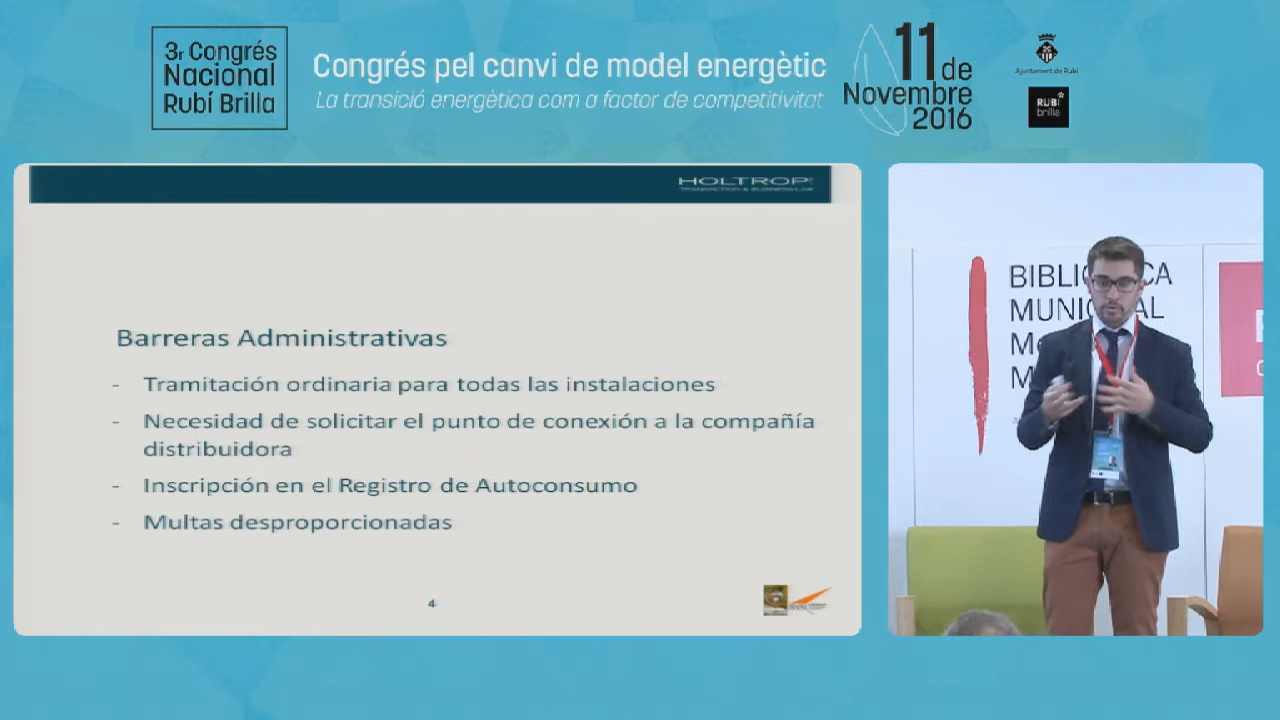 3r Congrés
Nacional
Rubí Brilla
Congrés pel canvi de model energètic
La transició energètica com a factor de competitivitat
11 de
Novembre
2016
Ajuntament de Rubí
RUBÍ
brilla
HOLTROP
Barreras Administrativas
- Tramitación ordinaria para todas las instalaciones
- Necesidad de solicitar el punto de conexión a la compañía
distribuidora
- Inscripción en el Registro de Autoconsumo
- Multas desproporcionadas
4